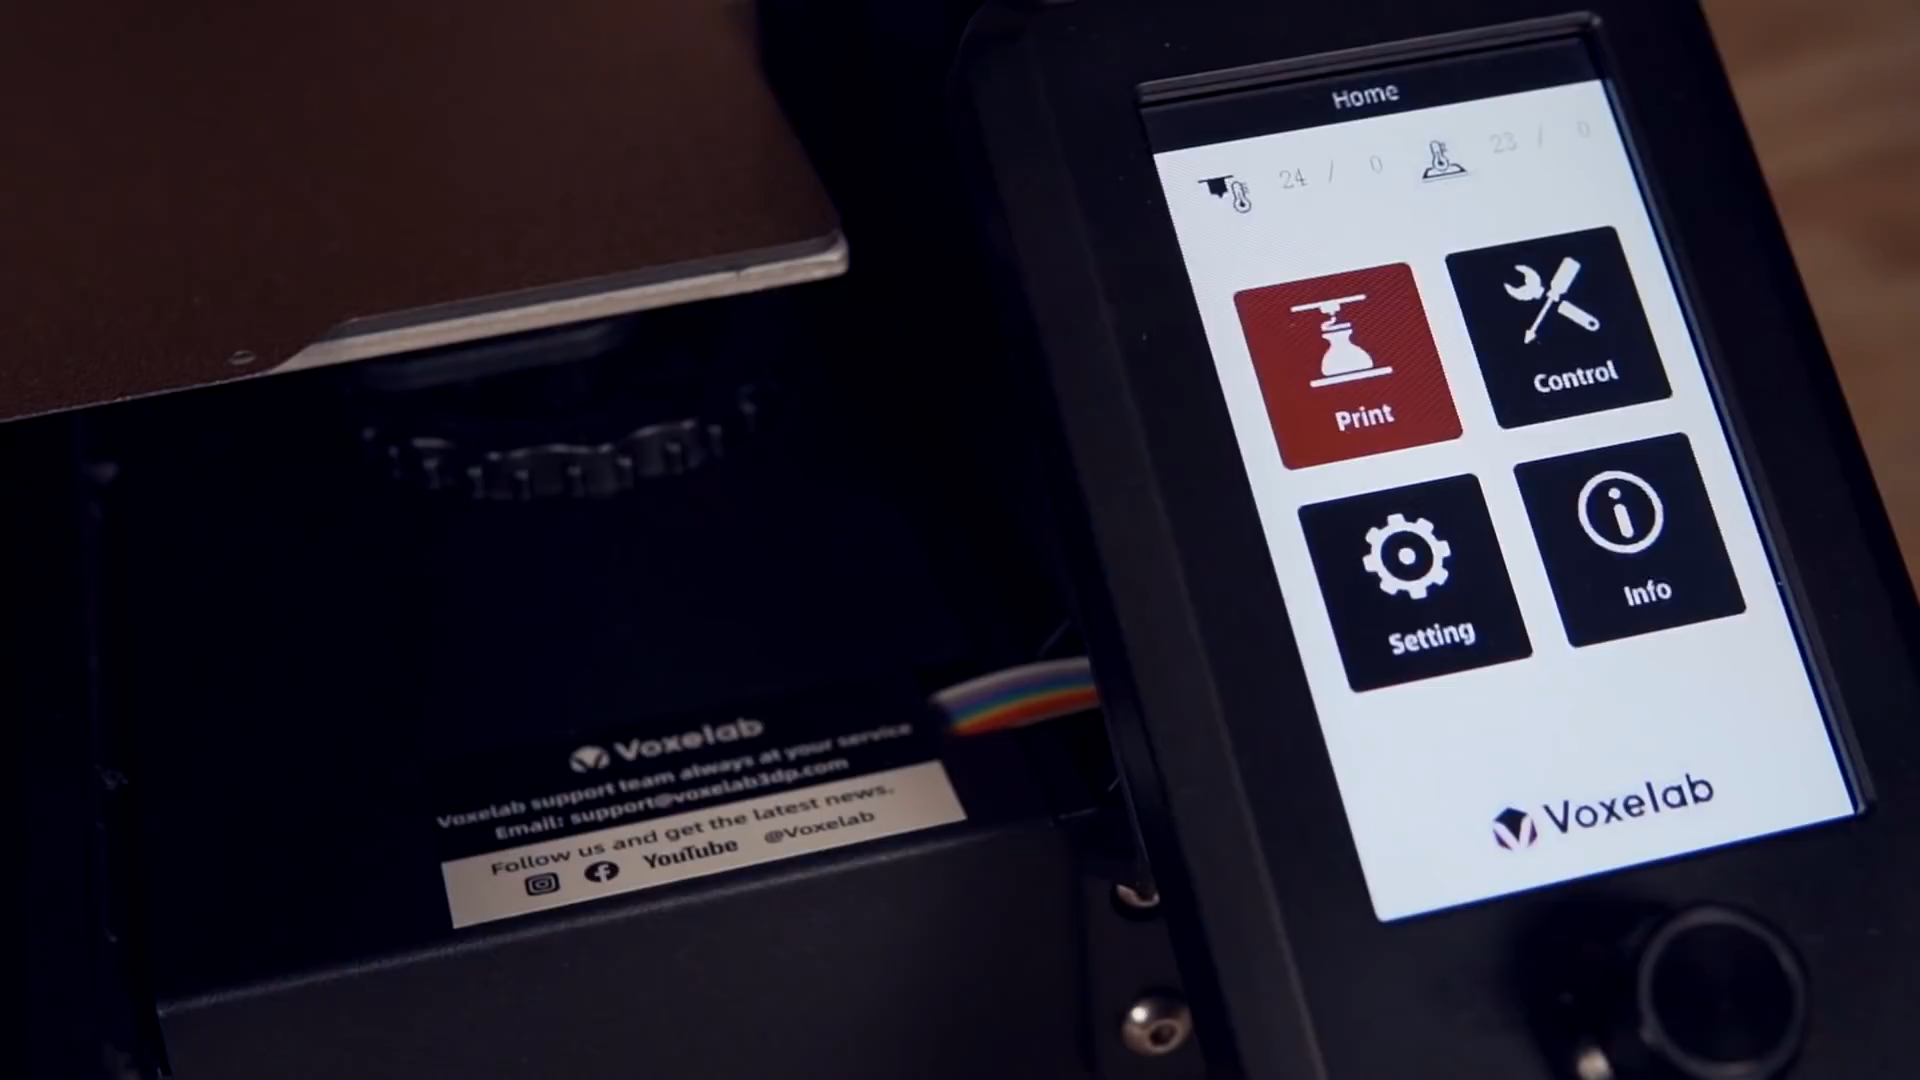 Home
24 / 0 23 / 0
Print
Control
Setting
Info
Voxelab
Voxelab
Voxelab support team always at your service
Email: support@voxelab3dp.com
Follow us and get the latest news.
YouTube @Voxelab